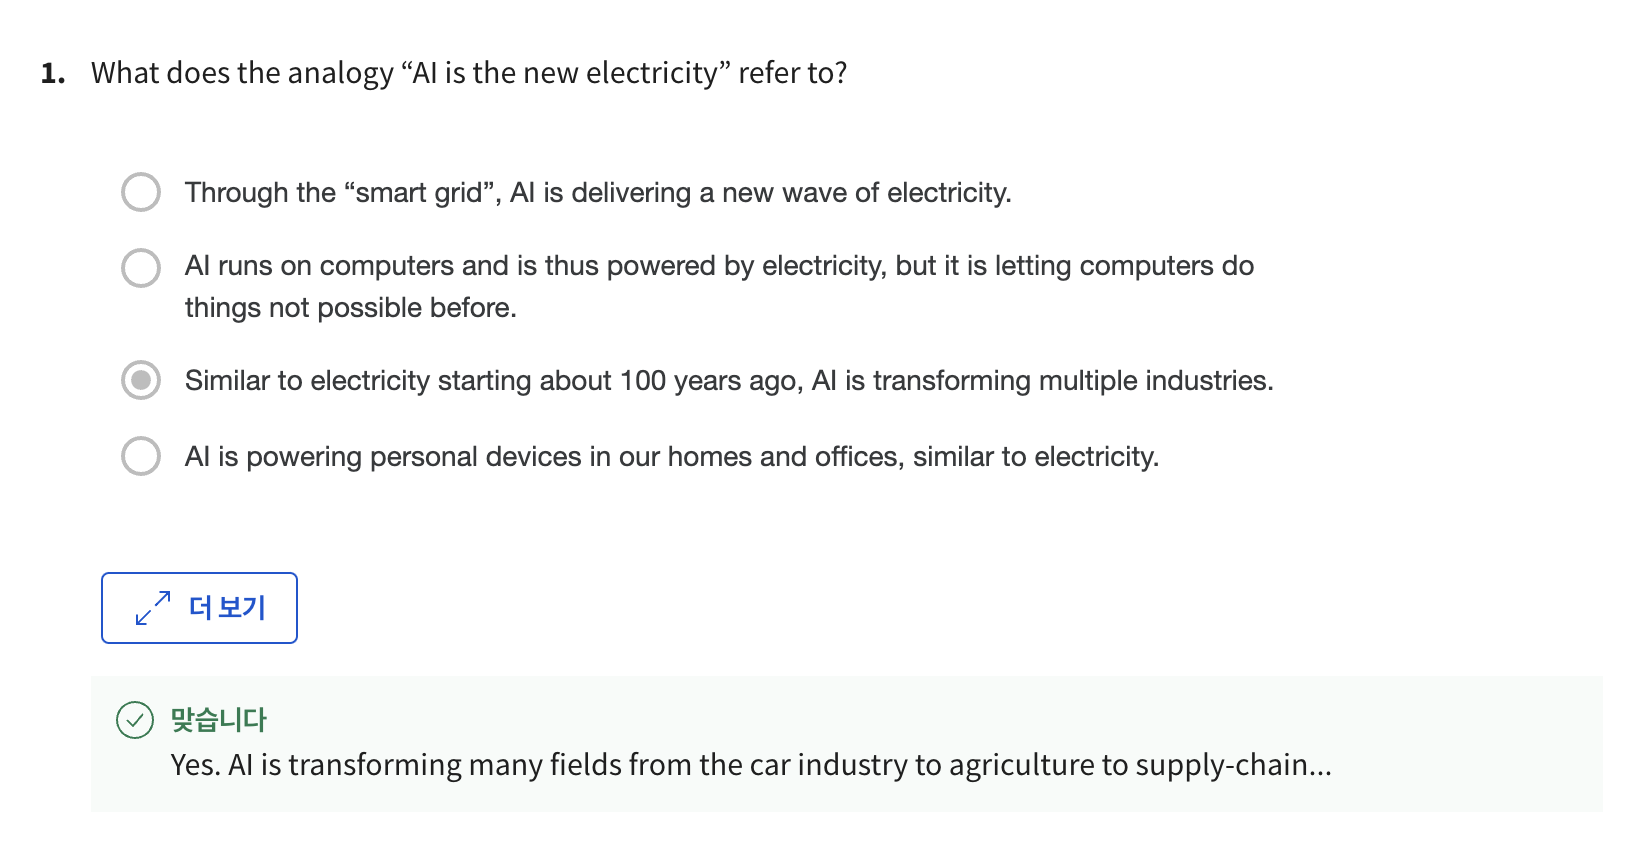 1. What does the analogy “AI is the new electricity” refer to?
Through the “smart grid”, AI is delivering a new wave of electricity.
AI runs on computers and is thus powered by electricity, but it is letting computers do
things not possible before.
Similar to electricity starting about 100 years ago, AI is transforming multiple industries.
AI is powering personal devices in our homes and offices, similar to electricity.
더 보기
맞습니다
Yes. AI is transforming many fields from the car industry to agriculture to supply-chain...